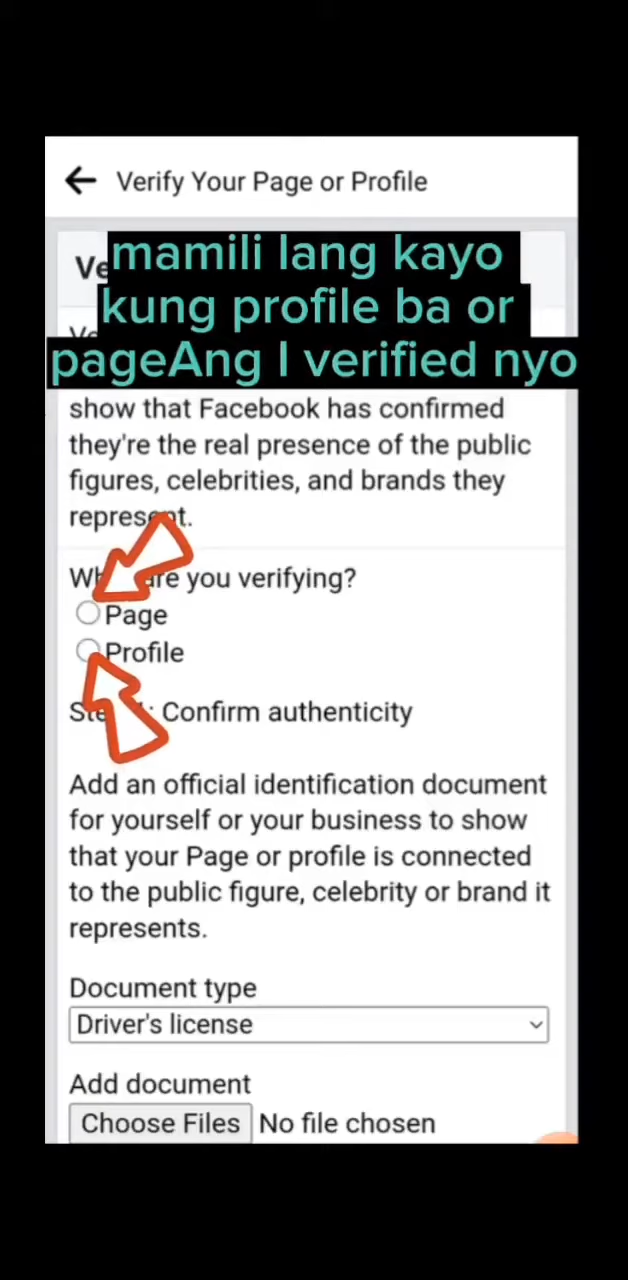 Verify Your Page or Profile
mamili lang kayo
kung profile ba or
pageAng I verified nyo
show that Facebook has confirmed
they're the real presence of the public
figures, celebrities, and brands they
represent.
are you verifying?
Page
Profile
Confirm authenticity
Add an official identification document
for yourself or your business to show
that your Page or profile is connected
to the public figure, celebrity or brand it
represents.
Document type
Driver's license
Add document
Choose Files No file chosen